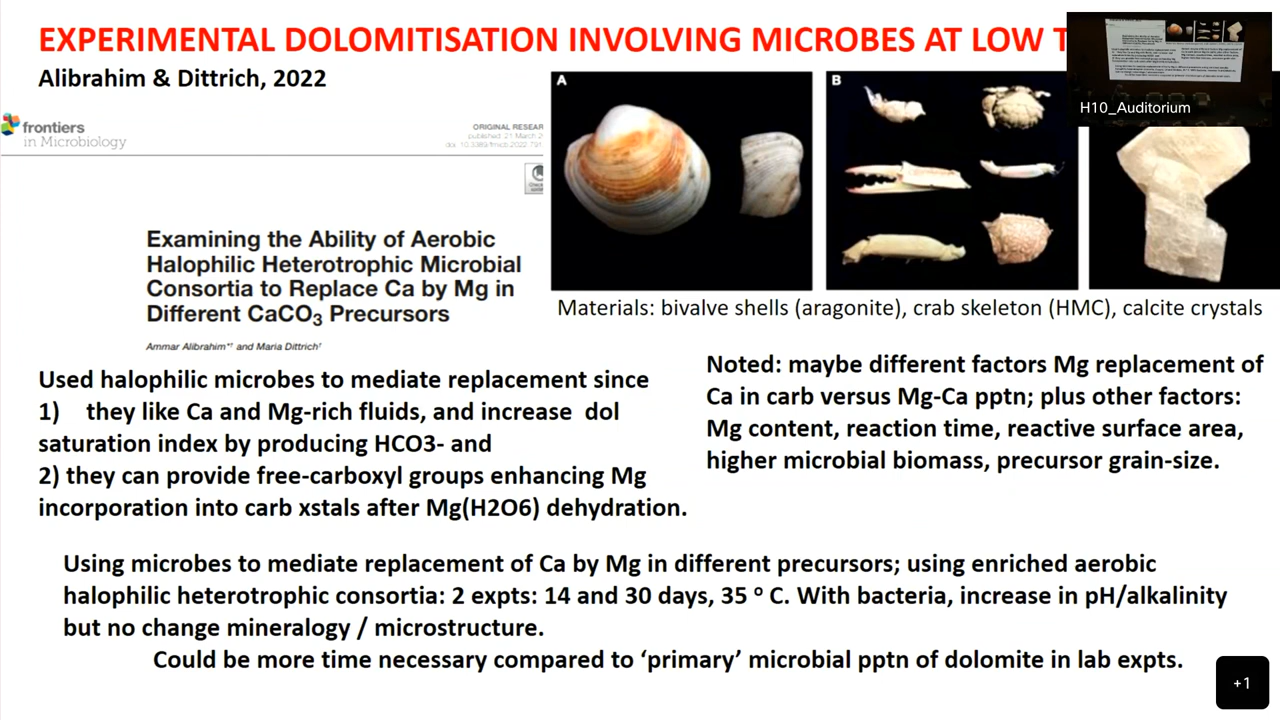 EXPERIMENTAL DOLOMITISATION INVOLVING MICROBES AT LOW T
Alibrahim & Dittrich, 2022
frontiers
in Microbiology
ORIGINAL RESEAR
published: 21 March 2
A
B
H10_Auditorium
Examining the Ability of Aerobic
Halophilic Heterotrophic Microbial
Consortia to Replace Ca by Mg in
Different CaCO₃ Precursors
Ammar Alibrahim*† and Maria Dittrich†
Materials: bivalve shells (aragonite), crab skeleton (HMC), calcite crystals
Used halophilic microbes to mediate replacement since
1) they like Ca and Mg-rich fluids, and increase dol
saturation index by producing HCO3- and
2) they can provide free-carboxyl groups enhancing Mg
incorporation into carb xstals after Mg(H2O6) dehydration.
Noted: maybe different factors Mg replacement of
Ca in carb versus Mg-Ca pptn; plus other factors:
Mg content, reaction time, reactive surface area,
higher microbial biomass, precursor grain-size.
Using microbes to mediate replacement of Ca by Mg in different precursors; using enriched aerobic
halophilic heterotrophic consortia: 2 expts: 14 and 30 days, 35 º C. With bacteria, increase in pH/alkalinity
but no change mineralogy / microstructure.
Could be more time necessary compared to ‘primary’ microbial pptn of dolomite in lab expts.
+1